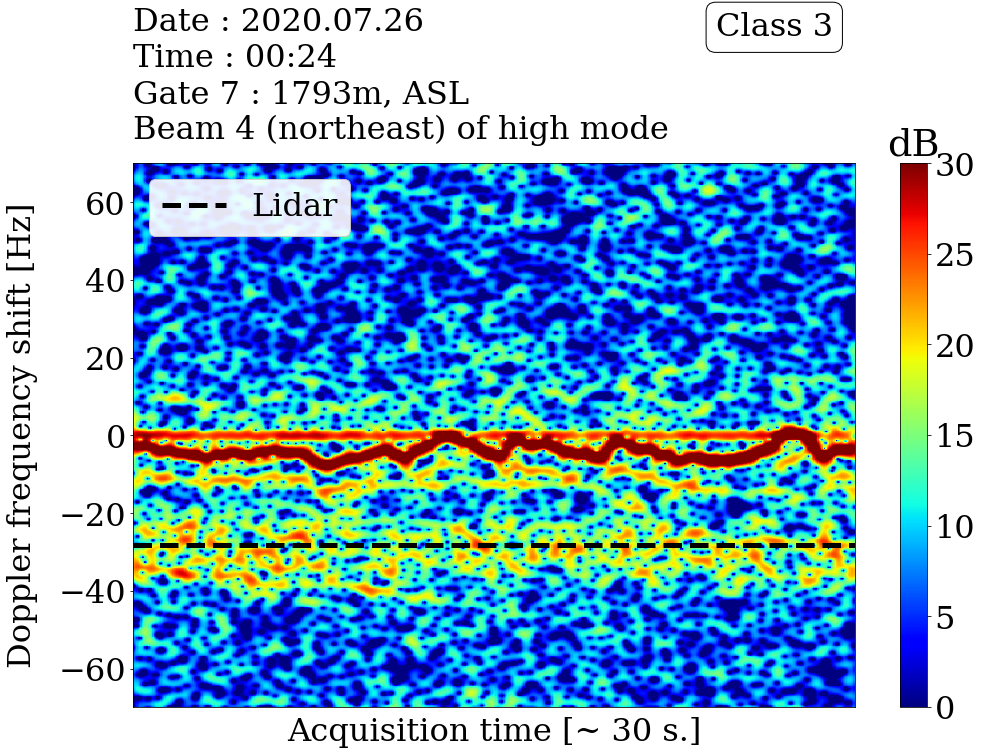 Date : 2020.07.26
Time : 00:24
Gate 7 : 1793m, ASL
Beam 4 (northeast) of high mode
Class 3
dB
Lidar
Doppler frequency shift [Hz]
60
40
20
0
−20
−40
−60
30
25
20
15
10
5
0
Acquisition time [~ 30 s.]